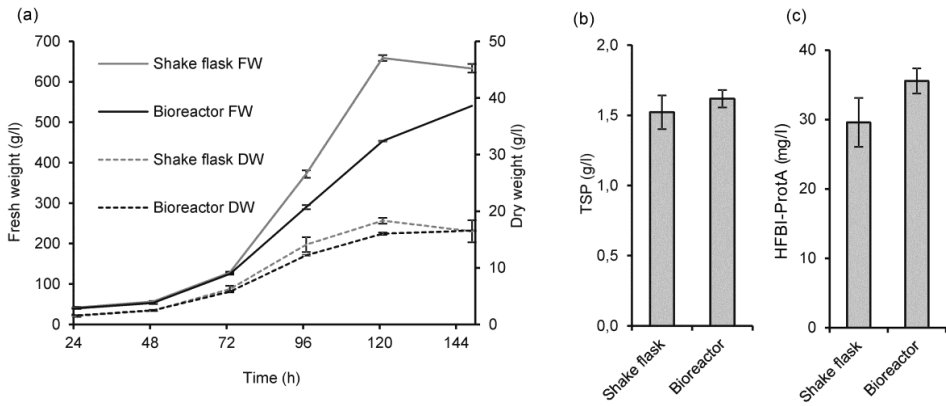 (a)
700
600
500
400
300
200
100
0
Fresh weight (g/l)
Shake flask FW
Bioreactor FW
Shake flask DW
Bioreactor DW
50
40
30
20
10
0
Dry weight (g/l)
24 48 72 96 120 144
Time (h)
(b)
2,0
1,5
1,0
0,5
0,0
TSP (g/l)
Shake flask
Bioreactor
(c)
40
30
20
10
0
HFBI-ProtA (mg/l)
Shake flask
Bioreactor